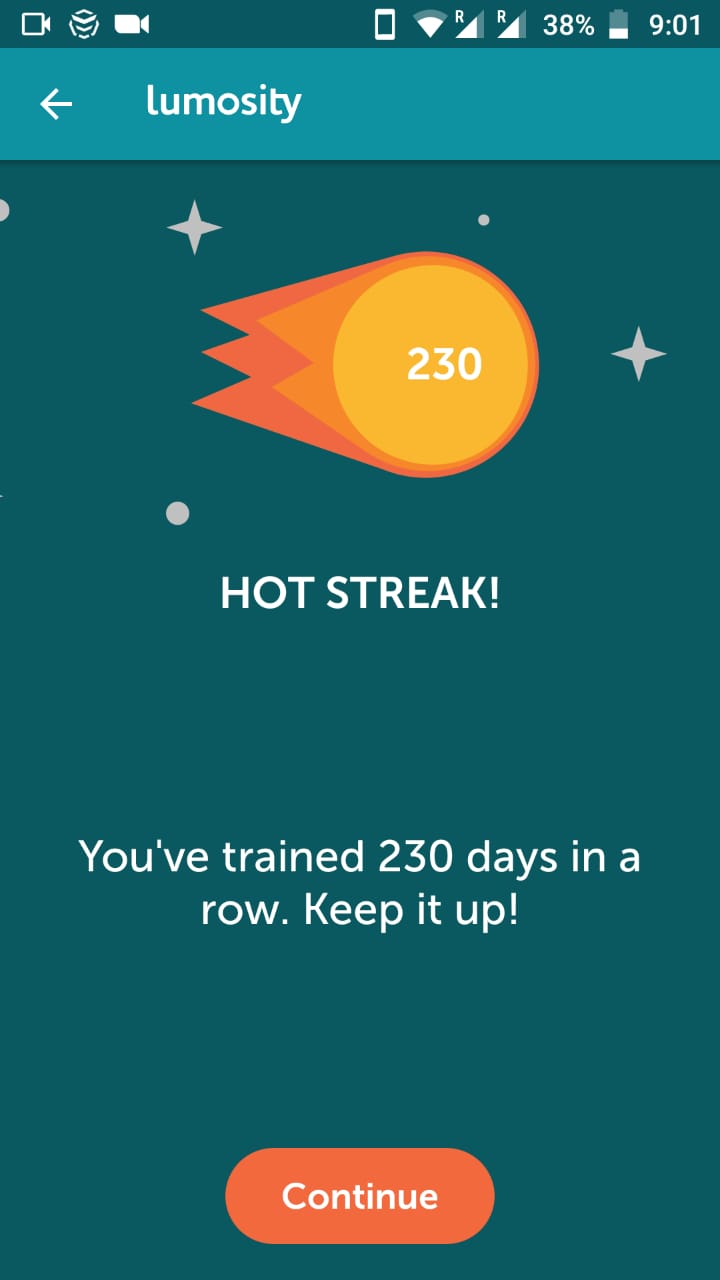 R R 38% 9:01
lumosity
230
HOT STREAK!
You've trained 230 days in a
row. Keep it up!
Continue